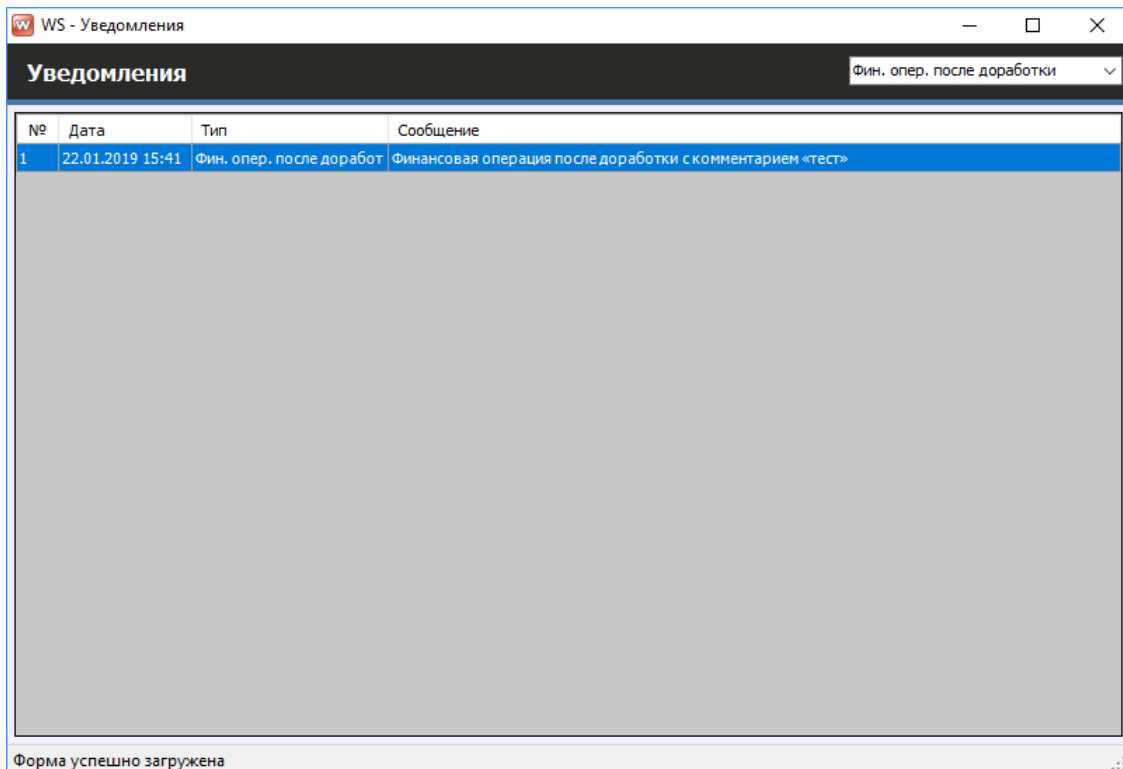 WS - Уведомления
Уведомления
Фин. опер. после доработки
№ Дата Тип Сообщение
1 22.01.2019 15:41 Фин. опер. после доработ Финансовая операция после доработки с комментарием «тест»
Форма успешно загружена